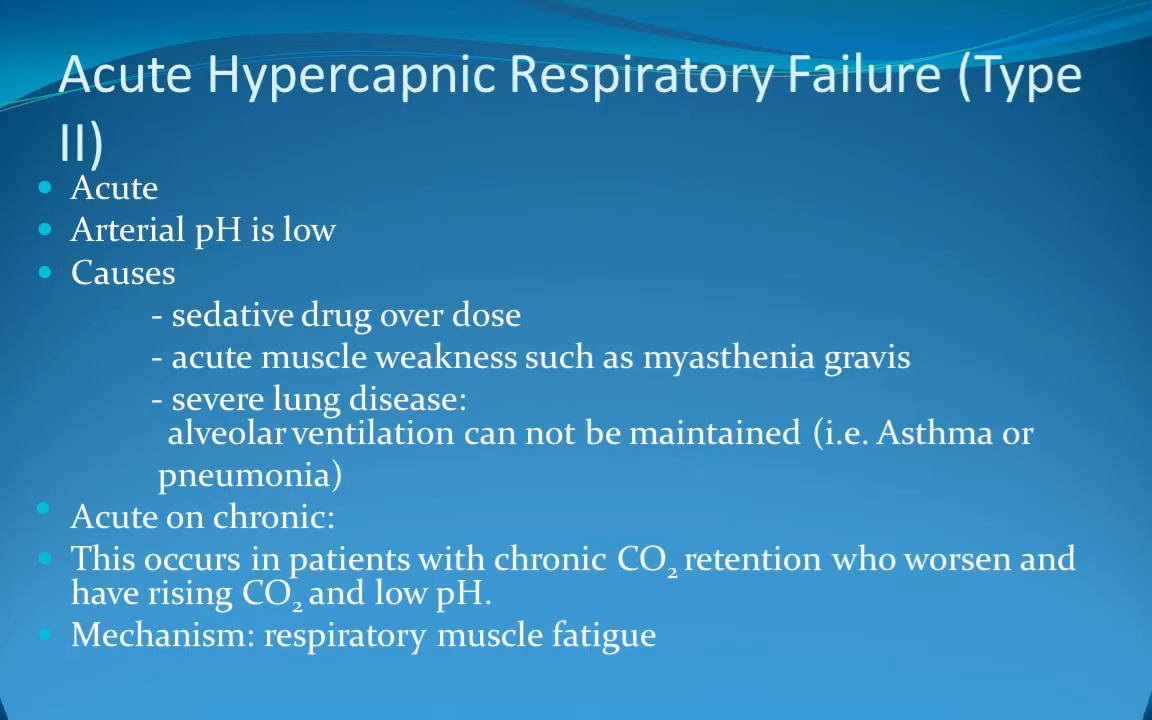 Acute Hypercapnic Respiratory Failure (Type
II)
• Acute
• Arterial pH is low
• Causes
- sedative drug over dose
- acute muscle weakness such as myasthenia gravis
- severe lung disease:
alveolar ventilation can not be maintained (i.e. Asthma or
pneumonia)
• Acute on chronic:
• This occurs in patients with chronic CO₂ retention who worsen and
have rising CO₂ and low pH.
• Mechanism: respiratory muscle fatigue